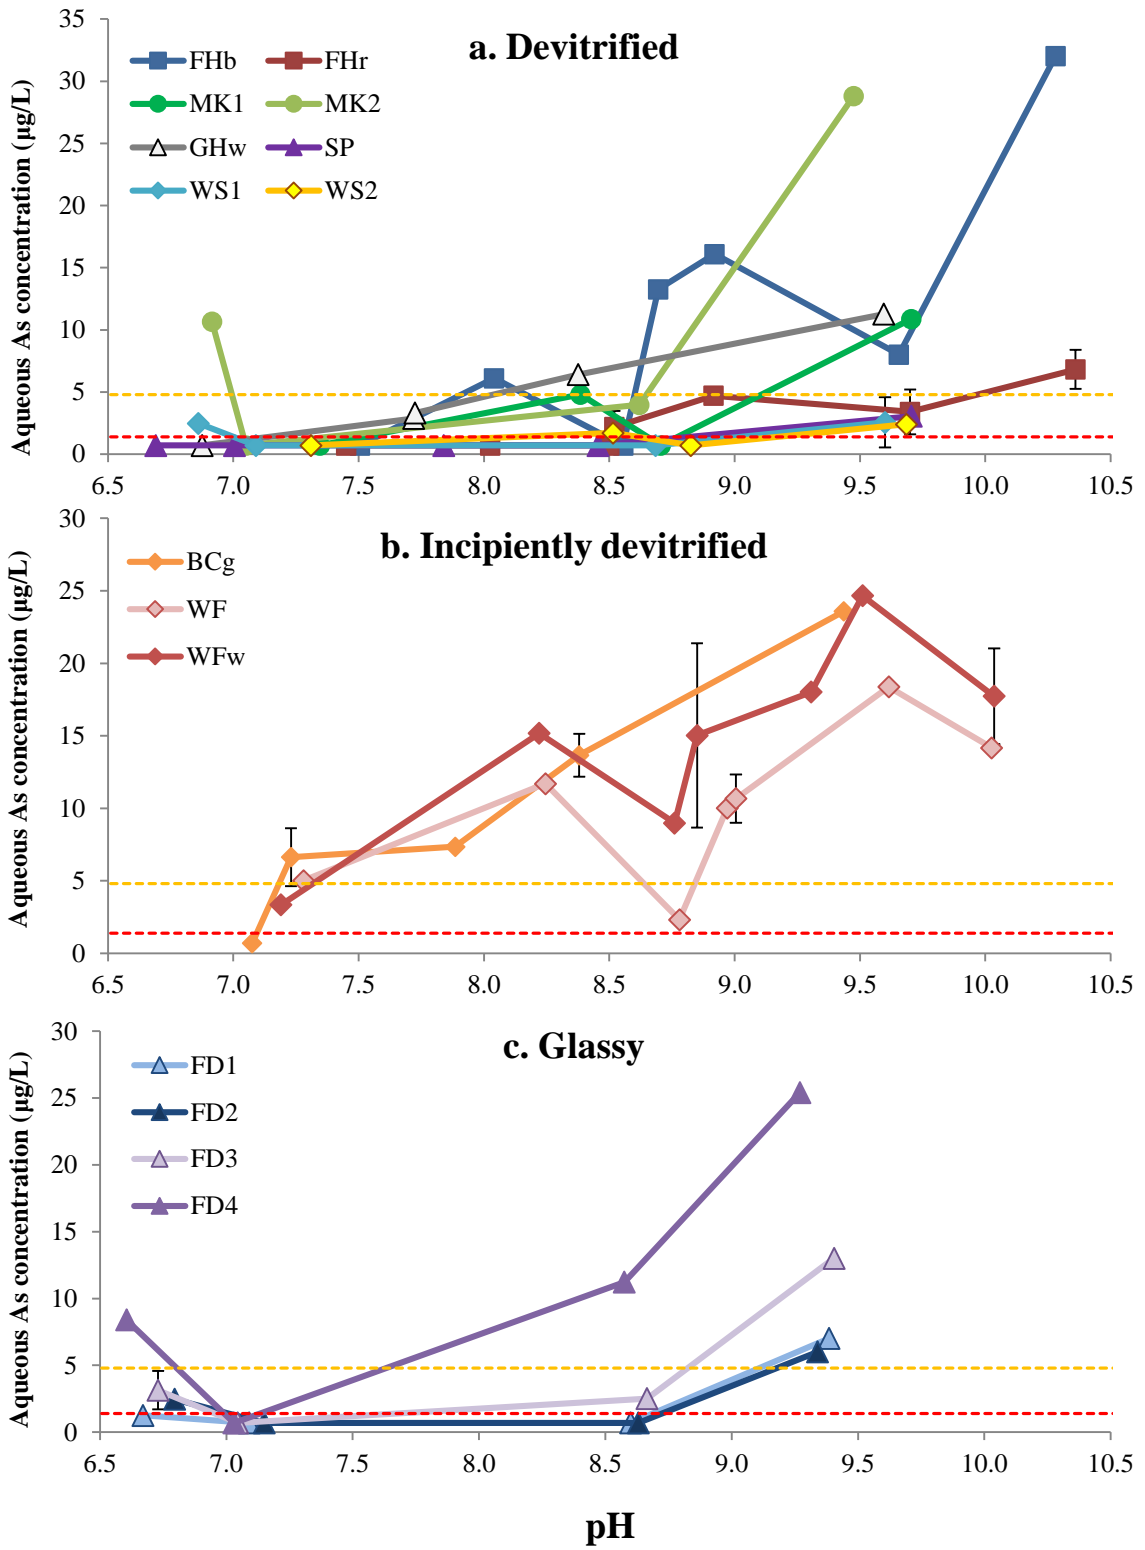 a. Devitrified
Aqueous As concentration (µg/L)
35
30
25
20
15
10
5
0
FHb FHr
MK1 MK2
GHw SP
WS1 WS2
6.5 7.0 7.5 8.0 8.5 9.0 9.5 10.0 10.5
b. Incipiently devitrified
Aqueous As concentration (µg/L)
30
25
20
15
10
5
0
BCg
WF
WFw
6.5 7.0 7.5 8.0 8.5 9.0 9.5 10.0 10.5
c. Glassy
Aqueous As concentration (µg/L)
30
25
20
15
10
5
0
FD1
FD2
FD3
FD4
6.5 7.0 7.5 8.0 8.5 9.0 9.5 10.0 10.5
pH